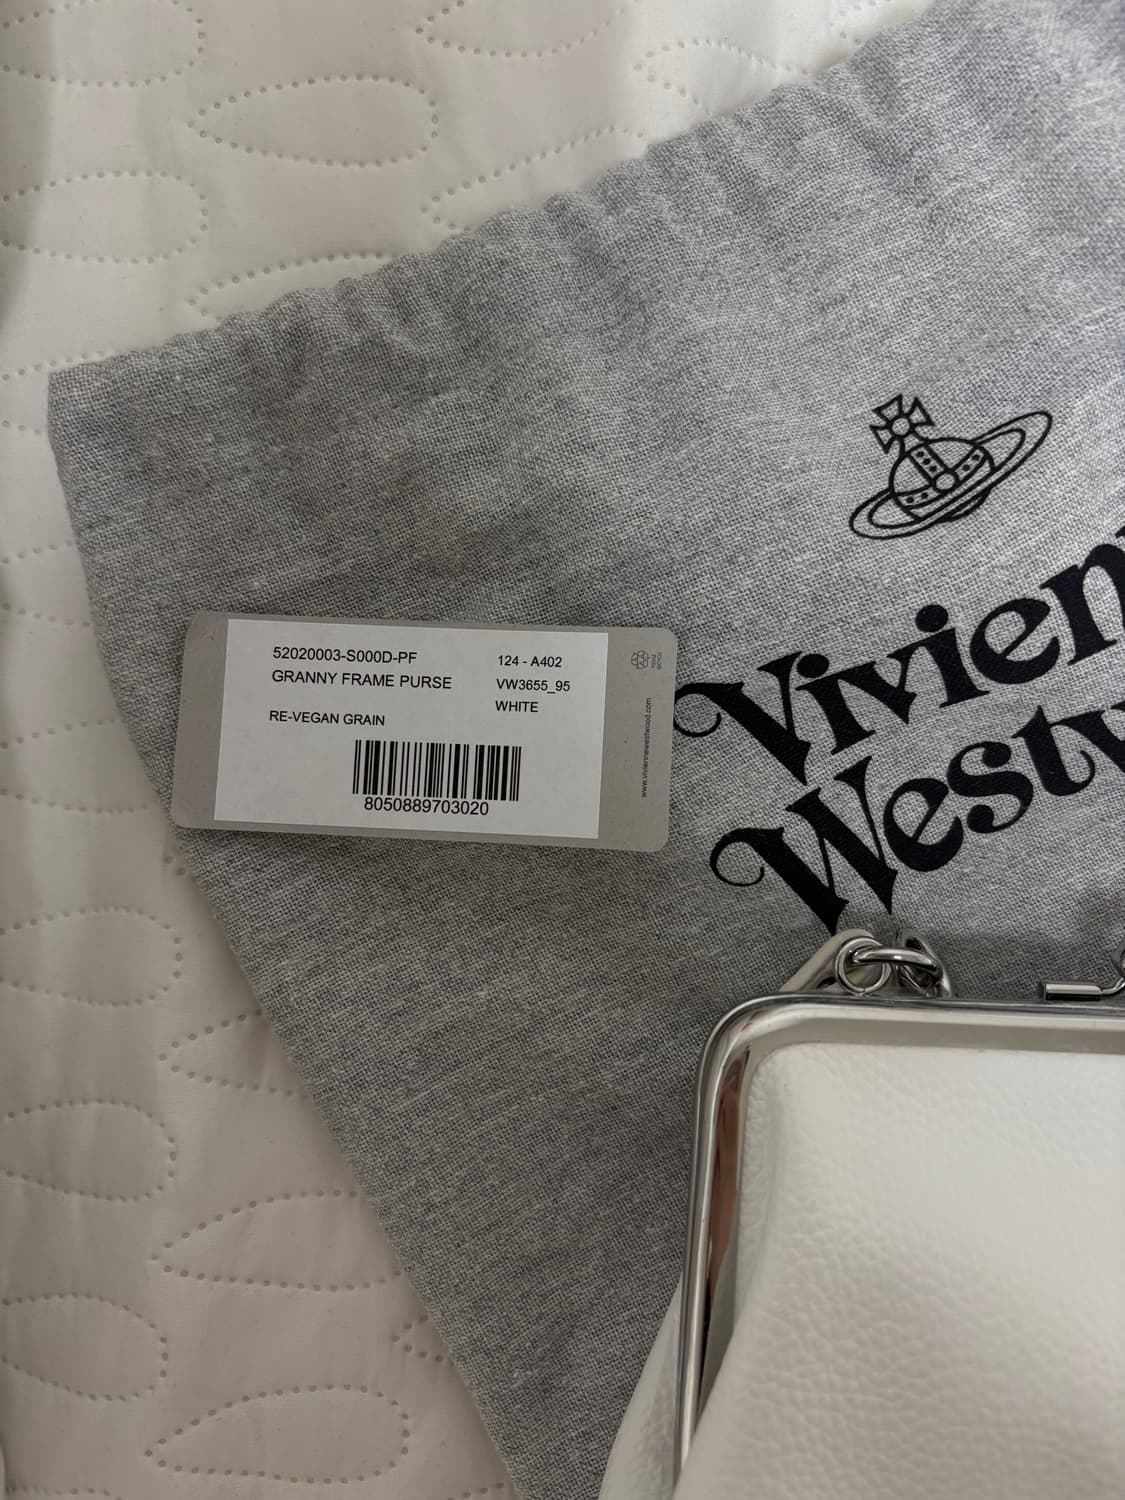 52020003-S000D-PF
GRANNY FRAME PURSE
RE-VEGAN GRAIN
124 - A402
VW3655_95
WHITE
8050889703020
www.viviennewestwood.com
Vivien
Westw